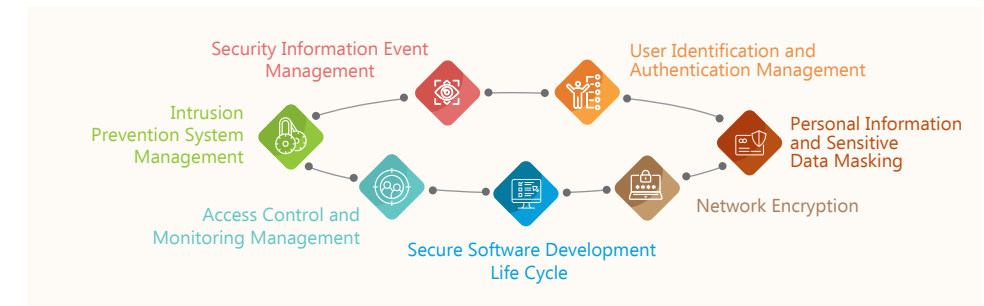 Security Information Event
Management
User Identification and
Authentication Management
Intrusion
Prevention System
Management
Personal Information
and Sensitive
Data Masking
Access Control and
Monitoring Management
Network Encryption
Secure Software Development
Life Cycle